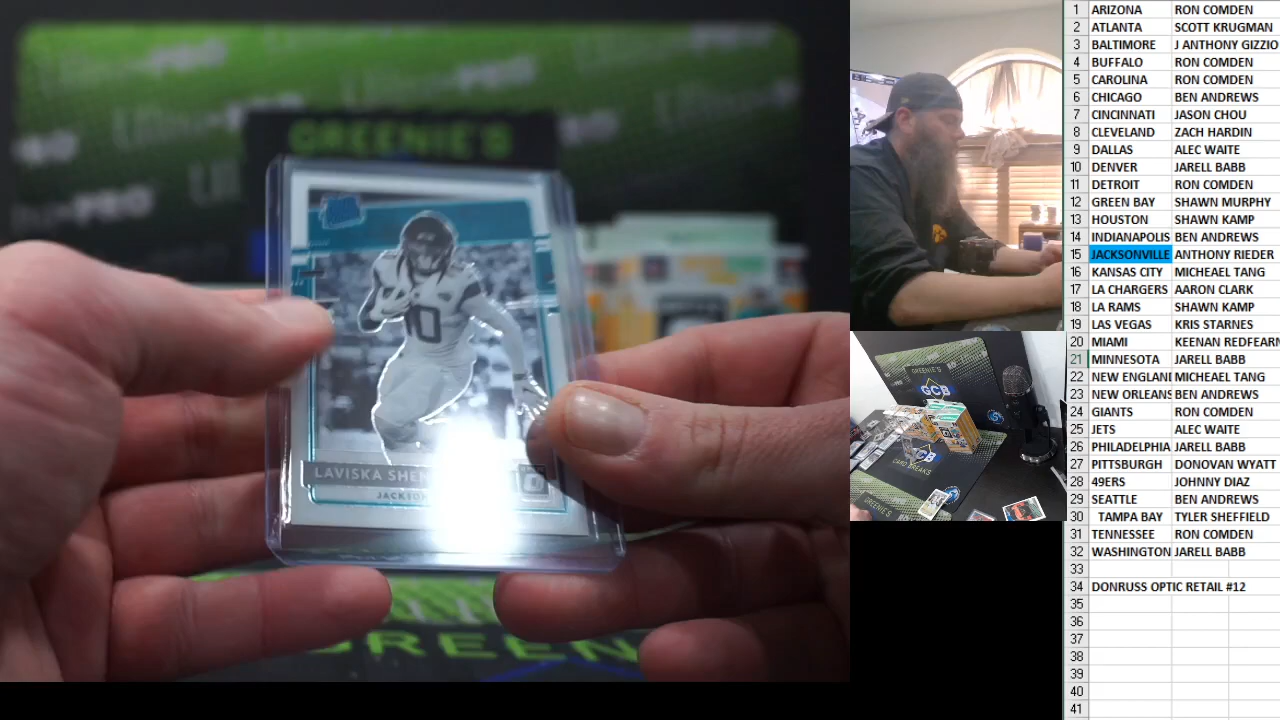 GREENIE'S
LAVISKA SHEN
JACKSON
GREEN
GREENIE'S
GCB
GCB
CARD BREAKS
GREENIE'S
1 ARIZONA RON COMDEN
2 ATLANTA SCOTT KRUGMAN
3 BALTIMORE J ANTHONY GIZZIO
4 BUFFALO RON COMDEN
5 CAROLINA RON COMDEN
6 CHICAGO BEN ANDREWS
7 CINCINNATI JASON CHOU
8 CLEVELAND ZACH HARDIN
9 DALLAS ALEC WAITE
10 DENVER JARELL BABB
11 DETROIT RON COMDEN
12 GREEN BAY SHAWN MURPHY
13 HOUSTON SHAWN KAMP
14 INDIANAPOLIS BEN ANDREWS
15 JACKSONVILLE ANTHONY RIEDER
16 KANSAS CITY MICHEAEL TANG
17 LA CHARGERS AARON CLARK
18 LA RAMS SHAWN KAMP
19 LAS VEGAS KRIS STARNES
20 MIAMI KEENAN REDFEARN
21 MINNESOTA JARELL BABB
22 NEW ENGLAND MICHEAEL TANG
23 NEW ORLEANS BEN ANDREWS
24 GIANTS RON COMDEN
25 JETS ALEC WAITE
26 PHILADELPHIA JARELL BABB
27 PITTSBURGH DONOVAN WYATT
28 49ERS JOHNNY DIAZ
29 SEATTLE BEN ANDREWS
30 TAMPA BAY TYLER SHEFFIELD
31 TENNESSEE RON COMDEN
32 WASHINGTON JARELL BABB
33
34 DONRUSS OPTIC RETAIL #12
35
36
37
38
39
40
41